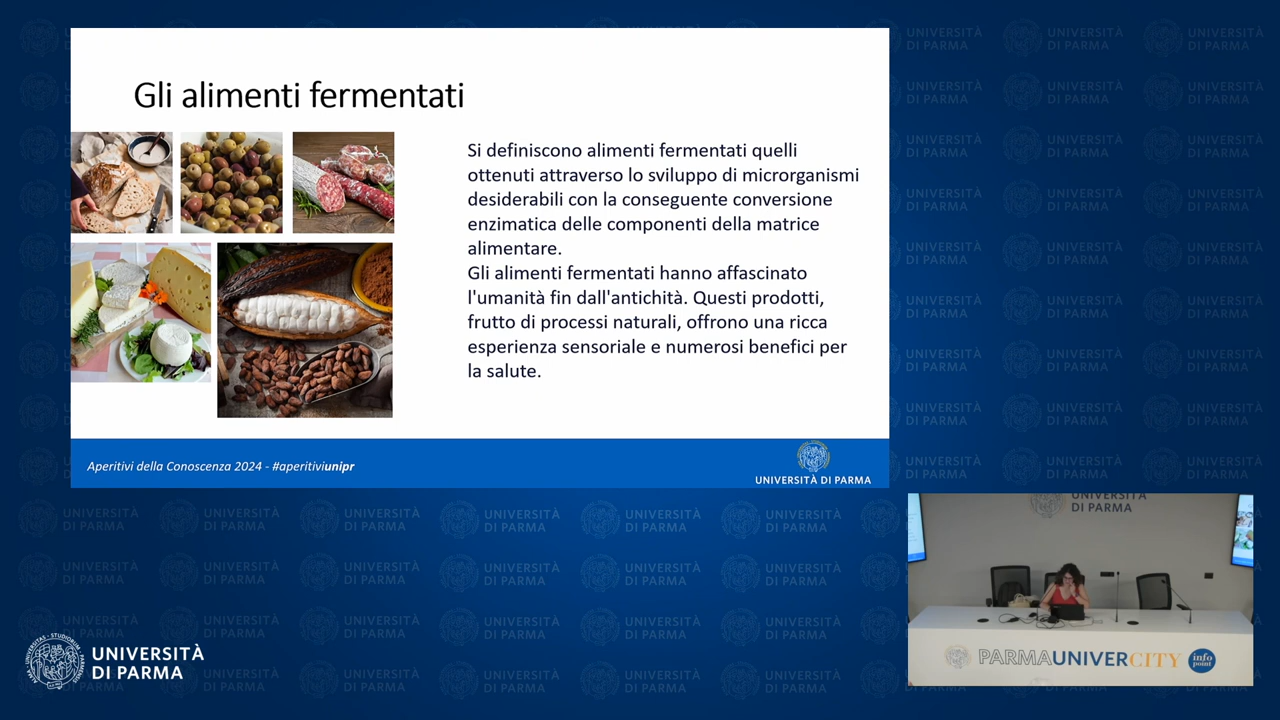 Gli alimenti fermentati
Si definiscono alimenti fermentati quelli
ottenuti attraverso lo sviluppo di microrganismi
desiderabili con la conseguente conversione
enzimatica delle componenti della matrice
alimentare.
Gli alimenti fermentati hanno affascinato
l'umanità fin dall'antichità. Questi prodotti,
frutto di processi naturali, offrono una ricca
esperienza sensoriale e numerosi benefici per
la salute.
Aperitivi della Conoscenza 2024 - #aperitiviunipr
UNIVERSITÀ DI PARMA
UNIVERSITÀ
DI PARMA
PARMAUNIVERCITY info
point
UNIVERSITÀ
DI PARMA